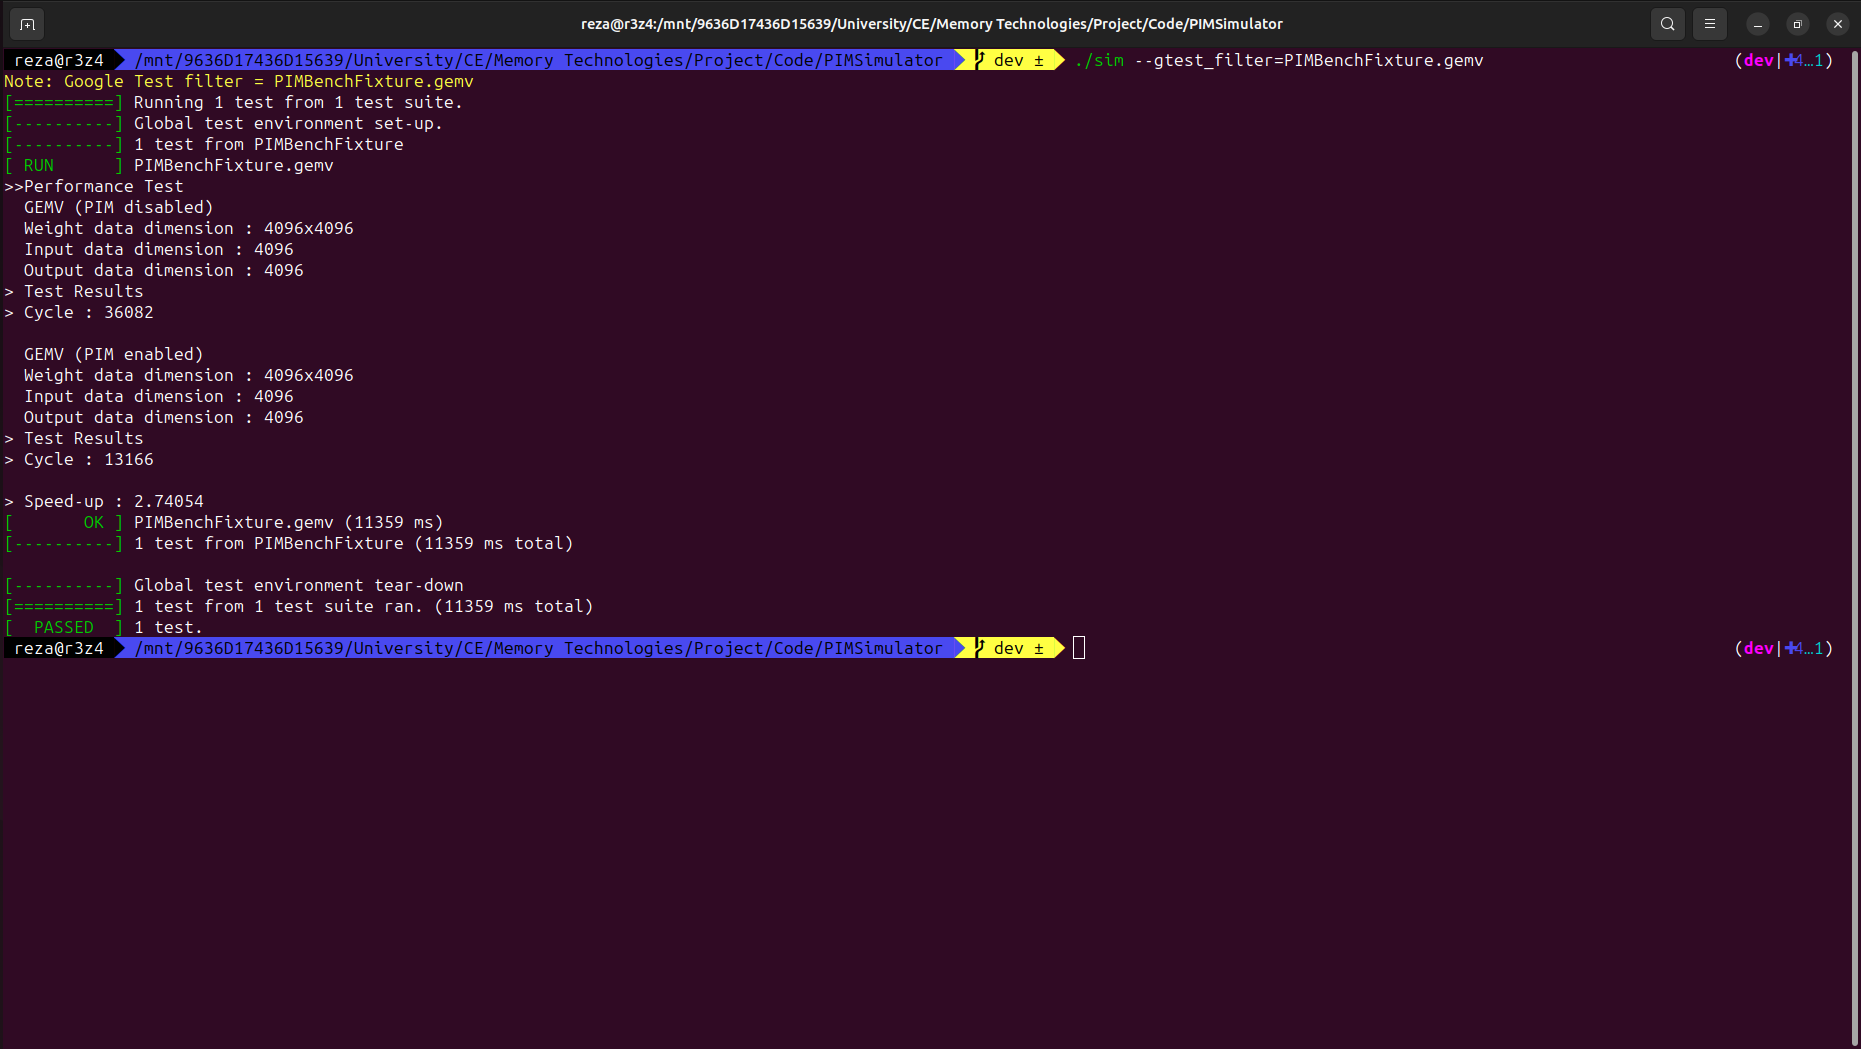 reza@r3z4:/mnt/9636D17436D15639/University/CE/Memory Technologies/Project/Code/PIMSimulator
reza@r3z4 /mnt/9636D17436D15639/University/CE/Memory Technologies/Project/Code/PIMSimulator dev ± ./sim --gtest_filter=PIMBenchFixture.gemv (dev|✚4…1)
Note: Google Test filter = PIMBenchFixture.gemv
[==========] Running 1 test from 1 test suite.
[----------] Global test environment set-up.
[----------] 1 test from PIMBenchFixture
[ RUN      ] PIMBenchFixture.gemv
>>Performance Test
  GEMV (PIM disabled)
  Weight data dimension : 4096x4096
  Input data dimension : 4096
  Output data dimension : 4096
> Test Results
> Cycle : 36082
  GEMV (PIM enabled)
  Weight data dimension : 4096x4096
  Input data dimension : 4096
  Output data dimension : 4096
> Test Results
> Cycle : 13166
> Speed-up : 2.74054
[       OK ] PIMBenchFixture.gemv (11359 ms)
[----------] 1 test from PIMBenchFixture (11359 ms total)
[----------] Global test environment tear-down
[==========] 1 test from 1 test suite ran. (11359 ms total)
[  PASSED  ] 1 test.
reza@r3z4 /mnt/9636D17436D15639/University/CE/Memory Technologies/Project/Code/PIMSimulator dev ± (dev|✚4…1)